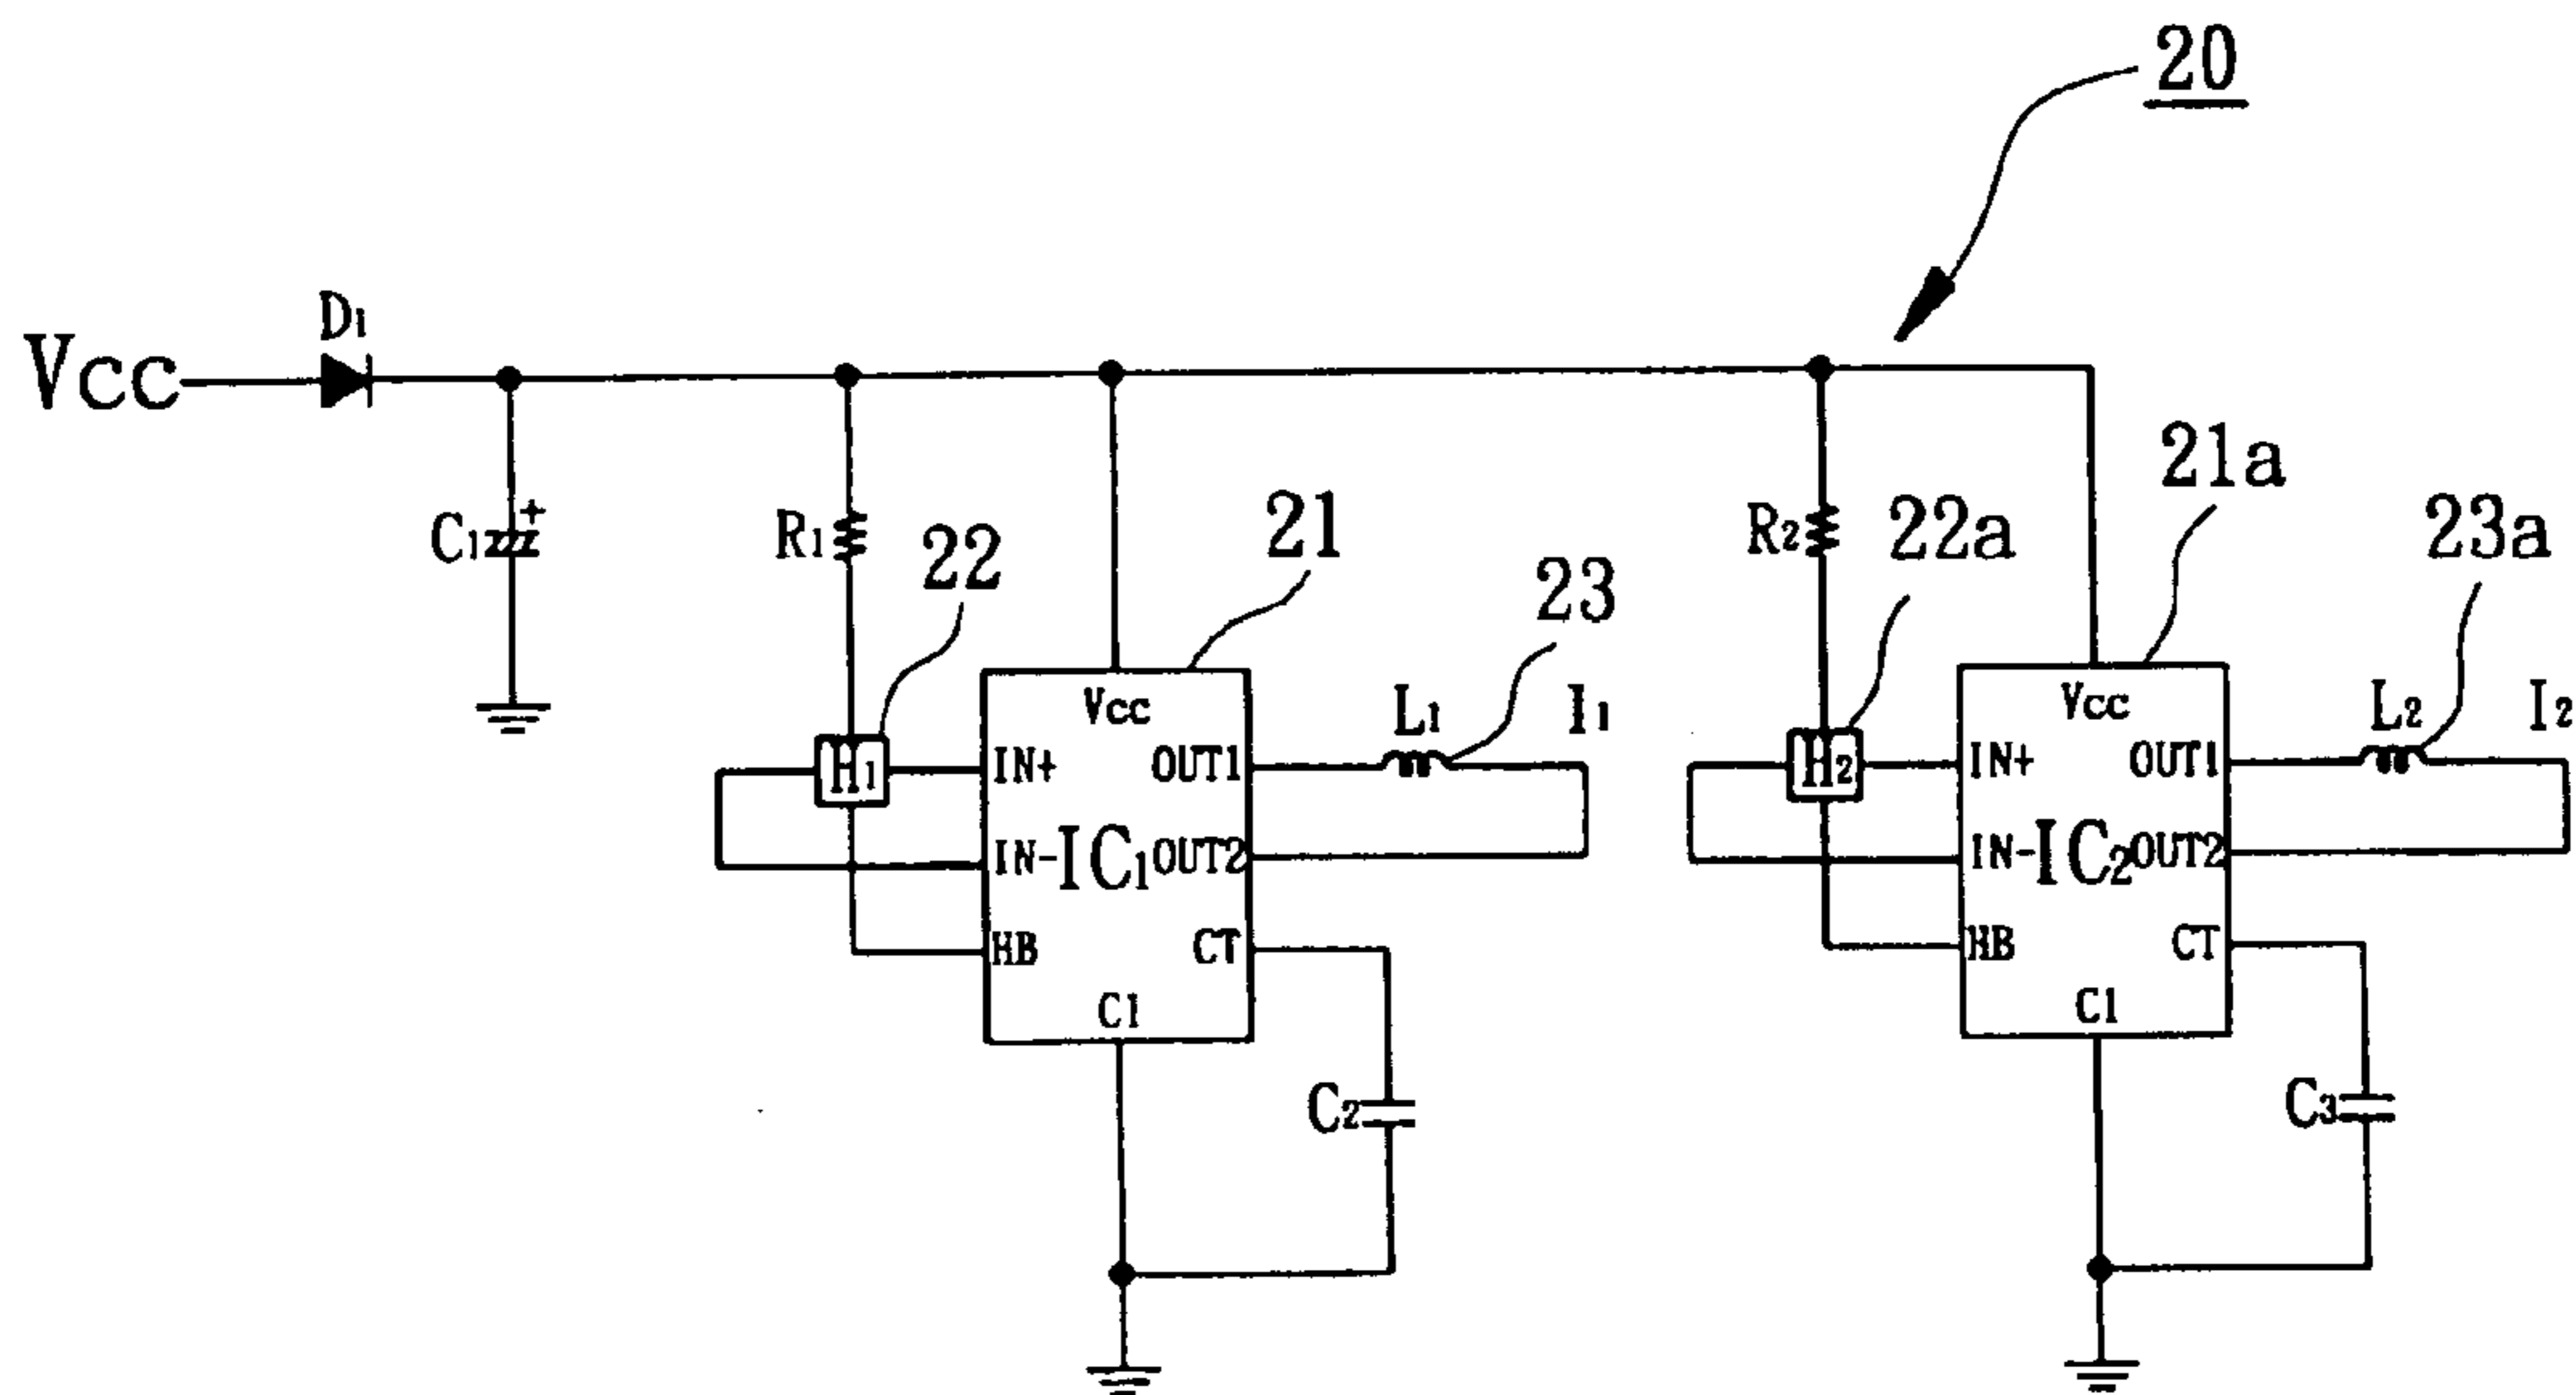 20
D1
VCC
21a
C1 +
R1
22
21
23
R2
22a
23a
Vcc
L1
I1
Vcc
L2
I2
H1
IN+
OUT1
H2
IN+
OUT1
IN-
IC1
OUT2
IN-
IC2
OUT2
HB
CT
HB
CT
C1
C1
C2
C3